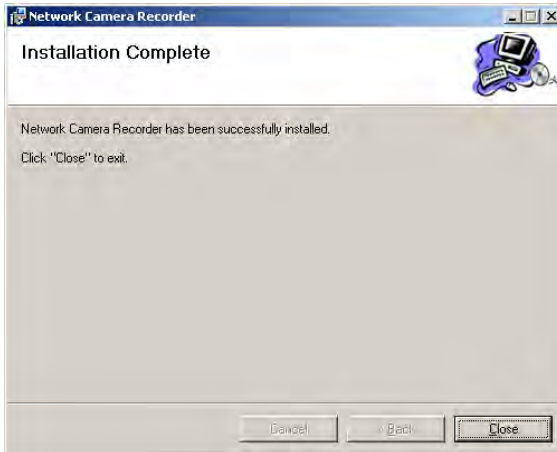 Network Camera Recorder
Installation Complete
Network Camera Recorder has been successfully installed.
Click "Close" to exit.
Cancel
< Back
Close